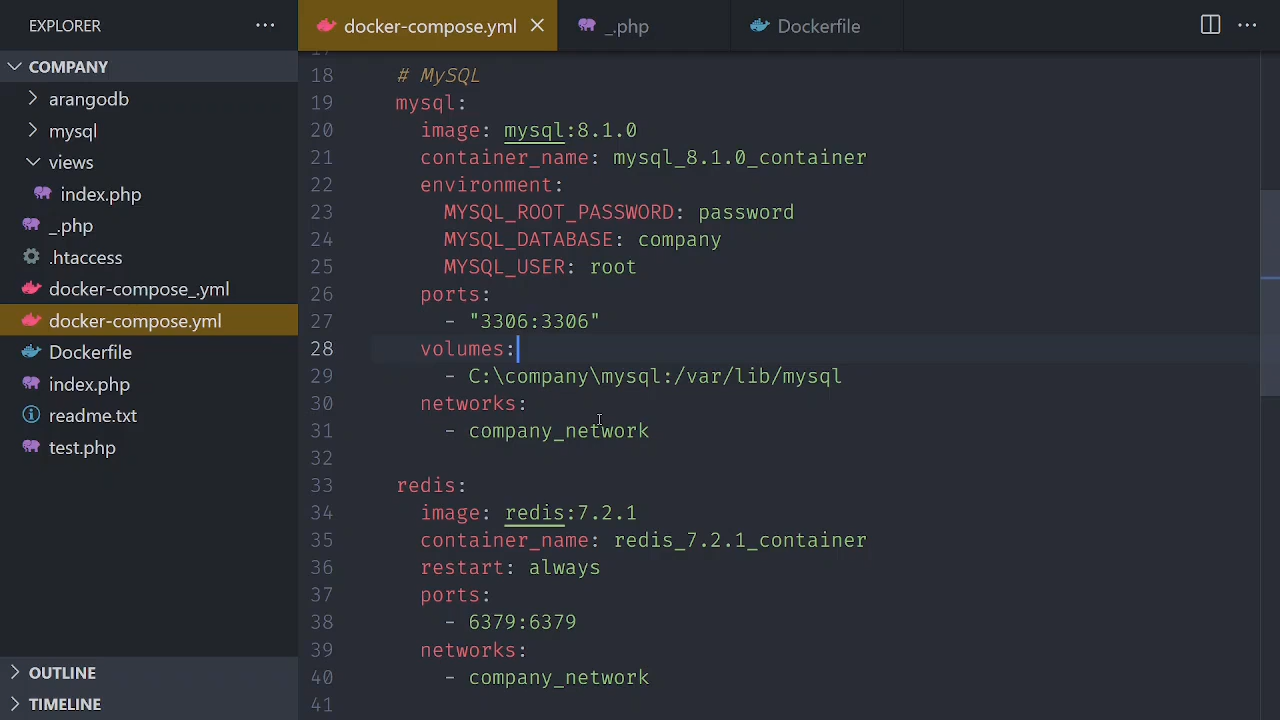 EXPLORER
COMPANY
arangodb
mysql
views
index.php
_.php
.htaccess
docker-compose_.yml
docker-compose.yml
Dockerfile
index.php
readme.txt
test.php
OUTLINE
TIMELINE
docker-compose.yml
_.php
Dockerfile
18 # MySQL
19 mysql:
20 image: mysql:8.1.0
21 container_name: mysql_8.1.0_container
22 environment:
23 MYSQL_ROOT_PASSWORD: password
24 MYSQL_DATABASE: company
25 MYSQL_USER: root
26 ports:
27 - "3306:3306"
28 volumes:
29 - C:\company\mysql:/var/lib/mysql
30 networks:
31 - company_network
32
33 redis:
34 image: redis:7.2.1
35 container_name: redis_7.2.1_container
36 restart: always
37 ports:
38 - 6379:6379
39 networks:
40 - company_network
41